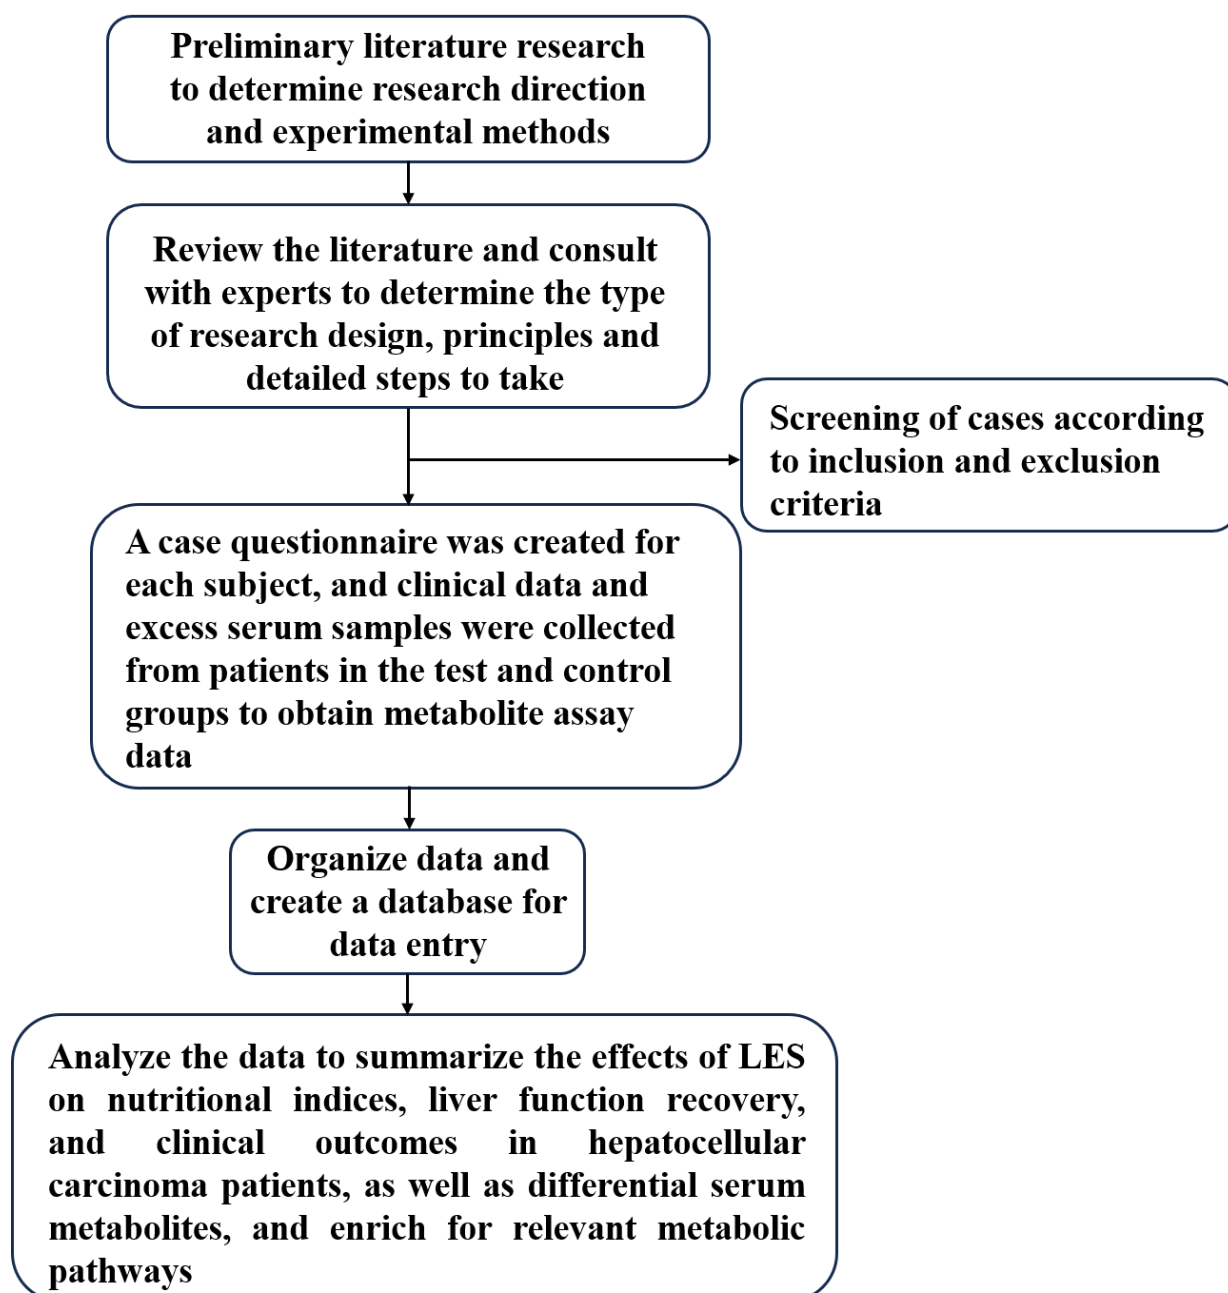 Preliminary literature research
to determine research direction
and experimental methods
Review the literature and consult
with experts to determine the type
of research design, principles and
detailed steps to take
Screening of cases according
to inclusion and exclusion
criteria
A case questionnaire was created for
each subject, and clinical data and
excess serum samples were collected
from patients in the test and control
groups to obtain metabolite assay
data
Organize data and
create a database for
data entry
Analyze the data to summarize the effects of LES
on nutritional indices, liver function recovery,
and clinical outcomes in hepatocellular
carcinoma patients, as well as differential serum
metabolites, and enrich for relevant metabolic
pathways